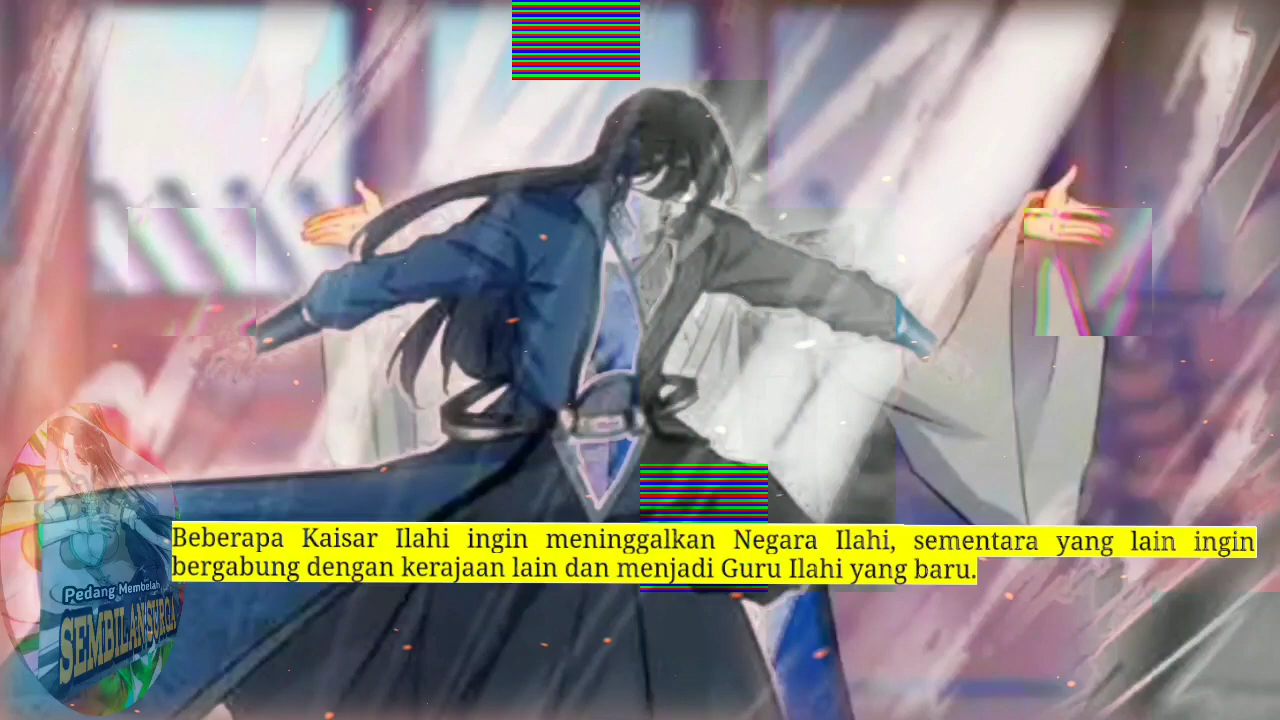 Beberapa Kaisar Ilahi ingin meninggalkan Negara Ilahi, sementara yang lain ingin
bergabung dengan kerajaan lain dan menjadi Guru Ilahi yang baru.
Pedang Membelah
SEMBILAN SURGA